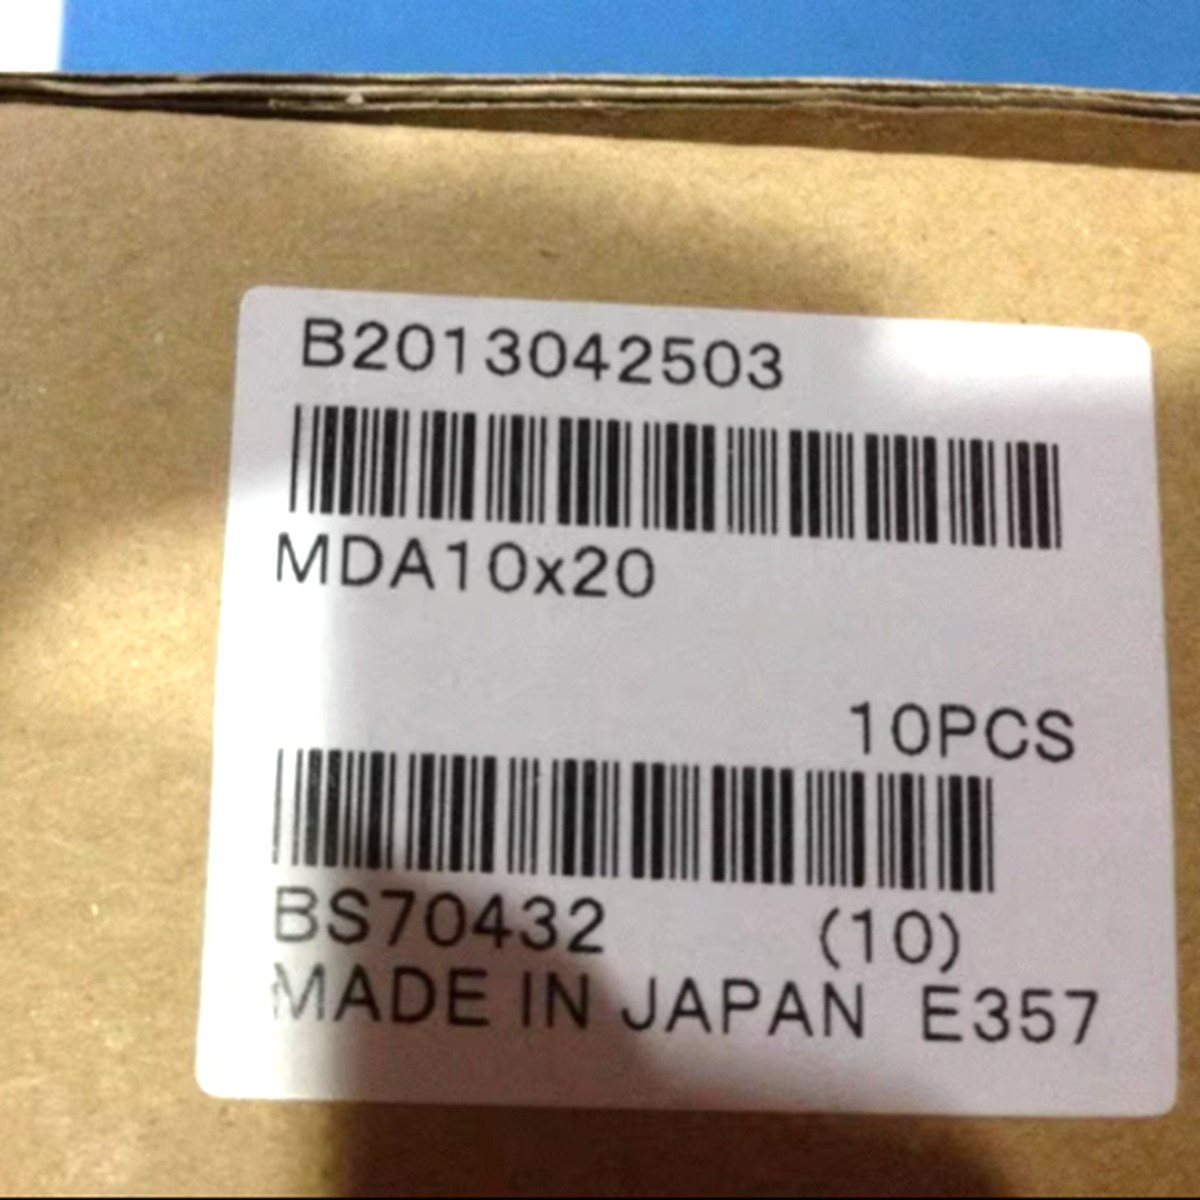 B2013042503
MDA10x20
10PCS
BS70432 (10)
MADE IN JAPAN E357